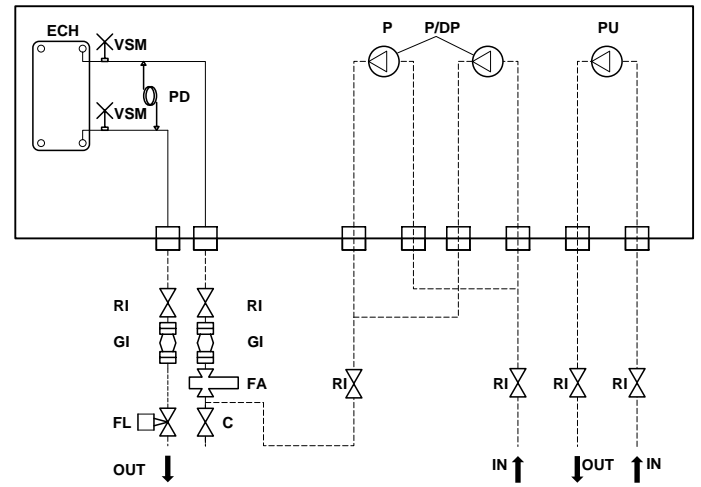 ECH
VSM
P
P/DP
PU
PD
VSM
RI
RI
GI
GI
FA
RI
RI
RI
RI
FL
C
OUT
IN
OUT
IN